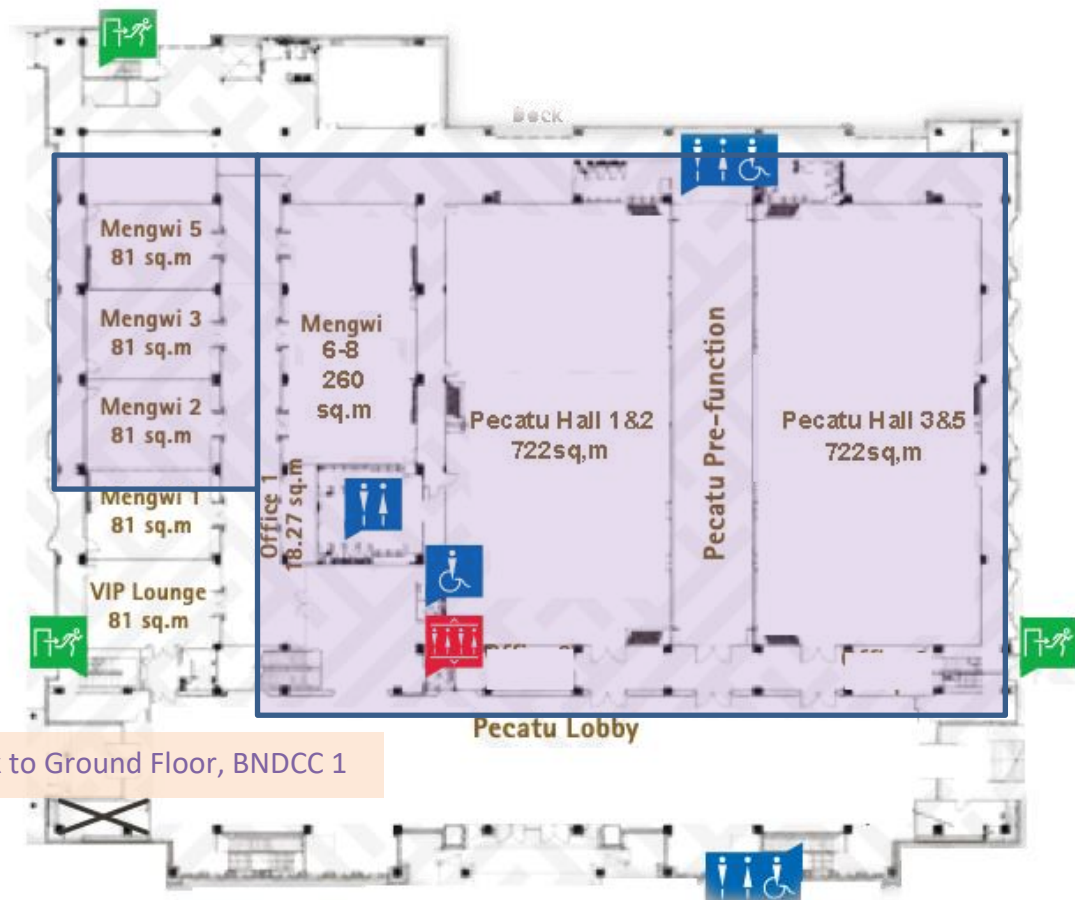 Dock
Mengwi 5
81 sq.m
Mengwi 3
81 sq.m
Mengwi 2
81 sq.m
Mengwi 1
81 sq.m
VIP Lounge
81 sq.m
Office 1
18.27 sq.m
Mengwi
6-8
260
sq.m
Pecatu Hall 1&2
722sq,m
Pecatu Pre-function
Pecatu Hall 3&5
722sq,m
Pecatu Lobby
to Ground Floor, BNDCC 1